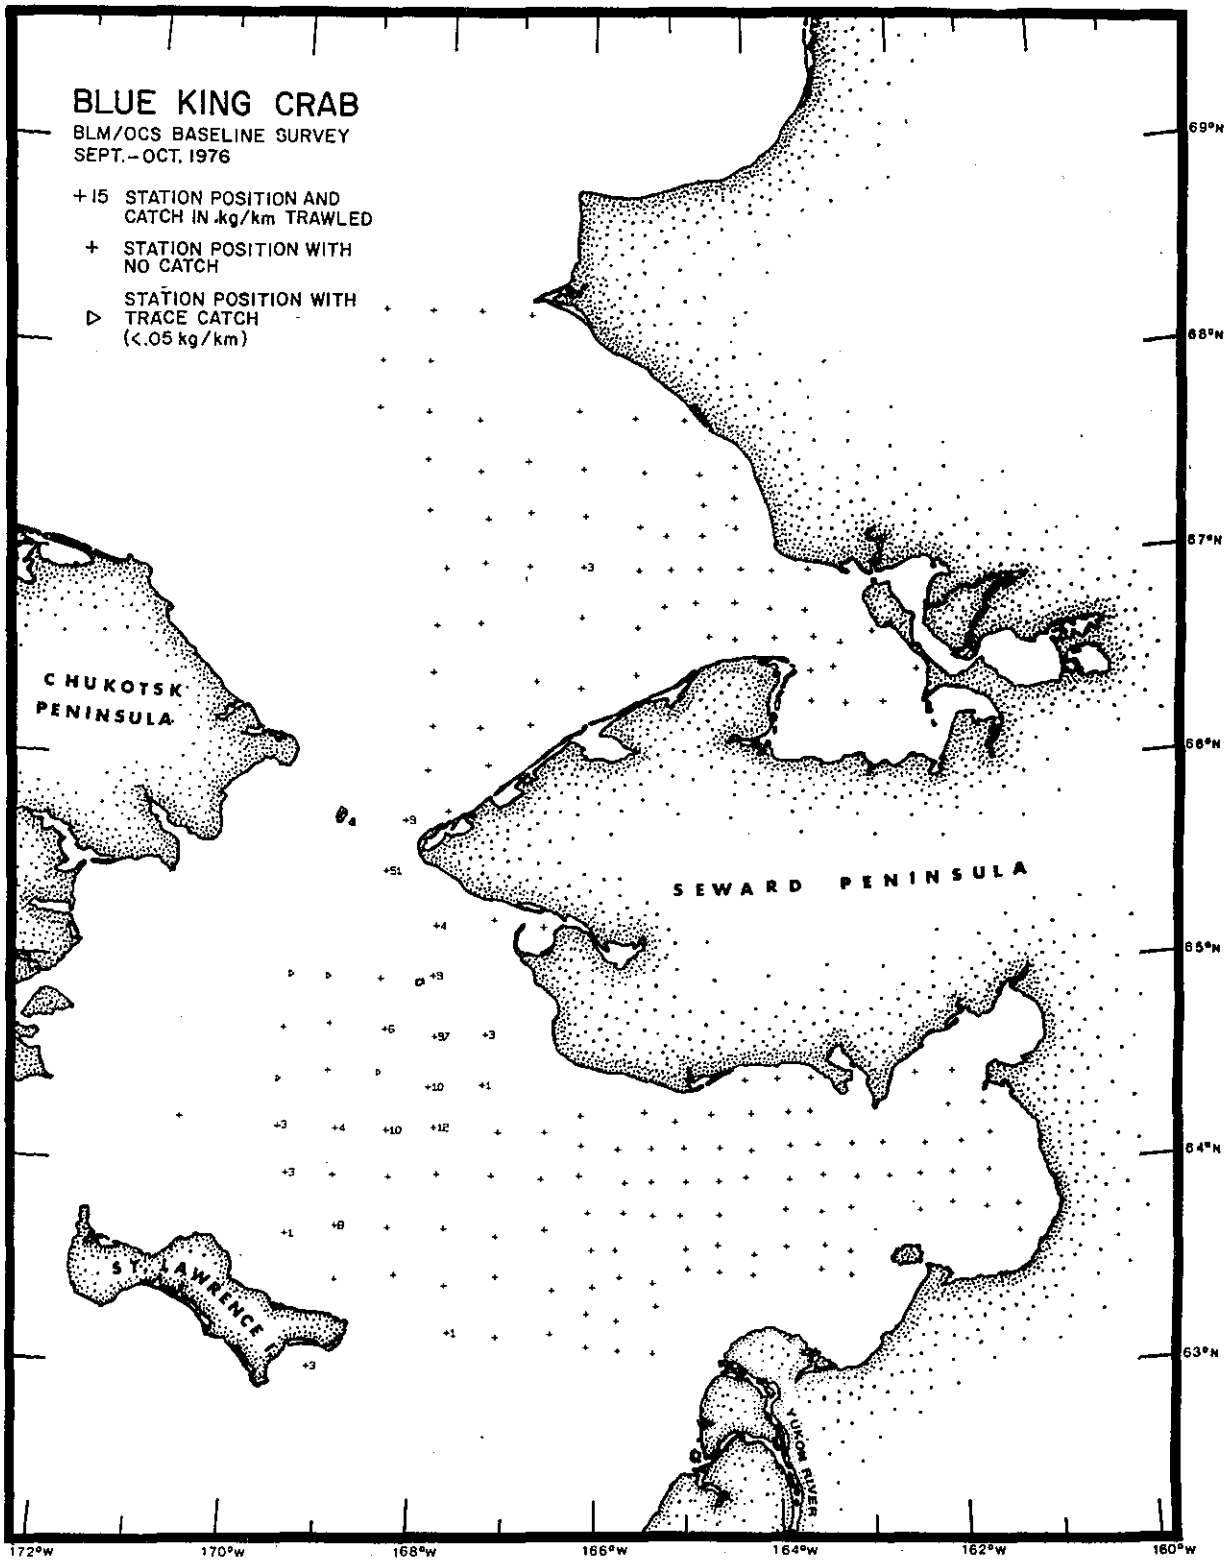 BLUE KING CRAB
BLM/OCS BASELINE SURVEY
SEPT.-OCT. 1976
+15 STATION POSITION AND
CATCH IN kg/km TRAWLED
+ STATION POSITION WITH
NO CATCH
STATION POSITION WITH
▷ TRACE CATCH
(<.05 kg/km)
69°N
68°N
67°N
+3
CHUKOTSK
PENINSULA
66°N
+9
+51
SEWARD PENINSULA
+4
65°N
+9
+6
+97
+3
+10
+1
+3
+4
+10
+12
64°N
+3
+1
+8
ST. LAWRENCE I.
+1
63°N
+3
YUKON RIVER
172°W
170°W
168°W
166°W
164°W
162°W
160°W